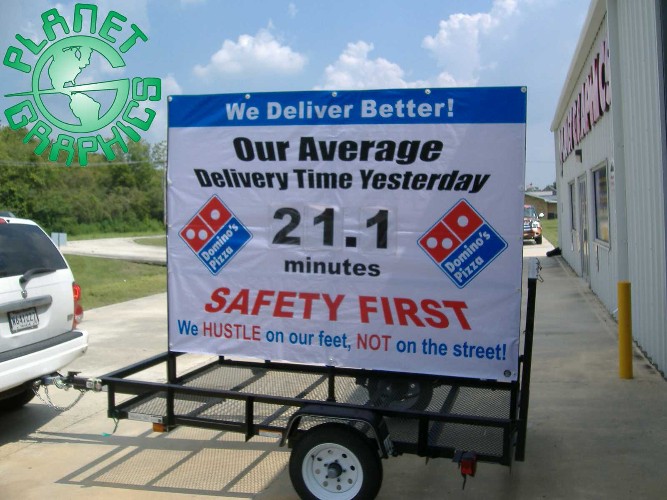 PLANET
GRAPHICS
We Deliver Better!
Our Average
Delivery Time Yesterday
21.1
minutes
Domino's
Pizza
Domino's
Pizza
SAFETY FIRST
We HUSTLE on our feet, NOT on the street!